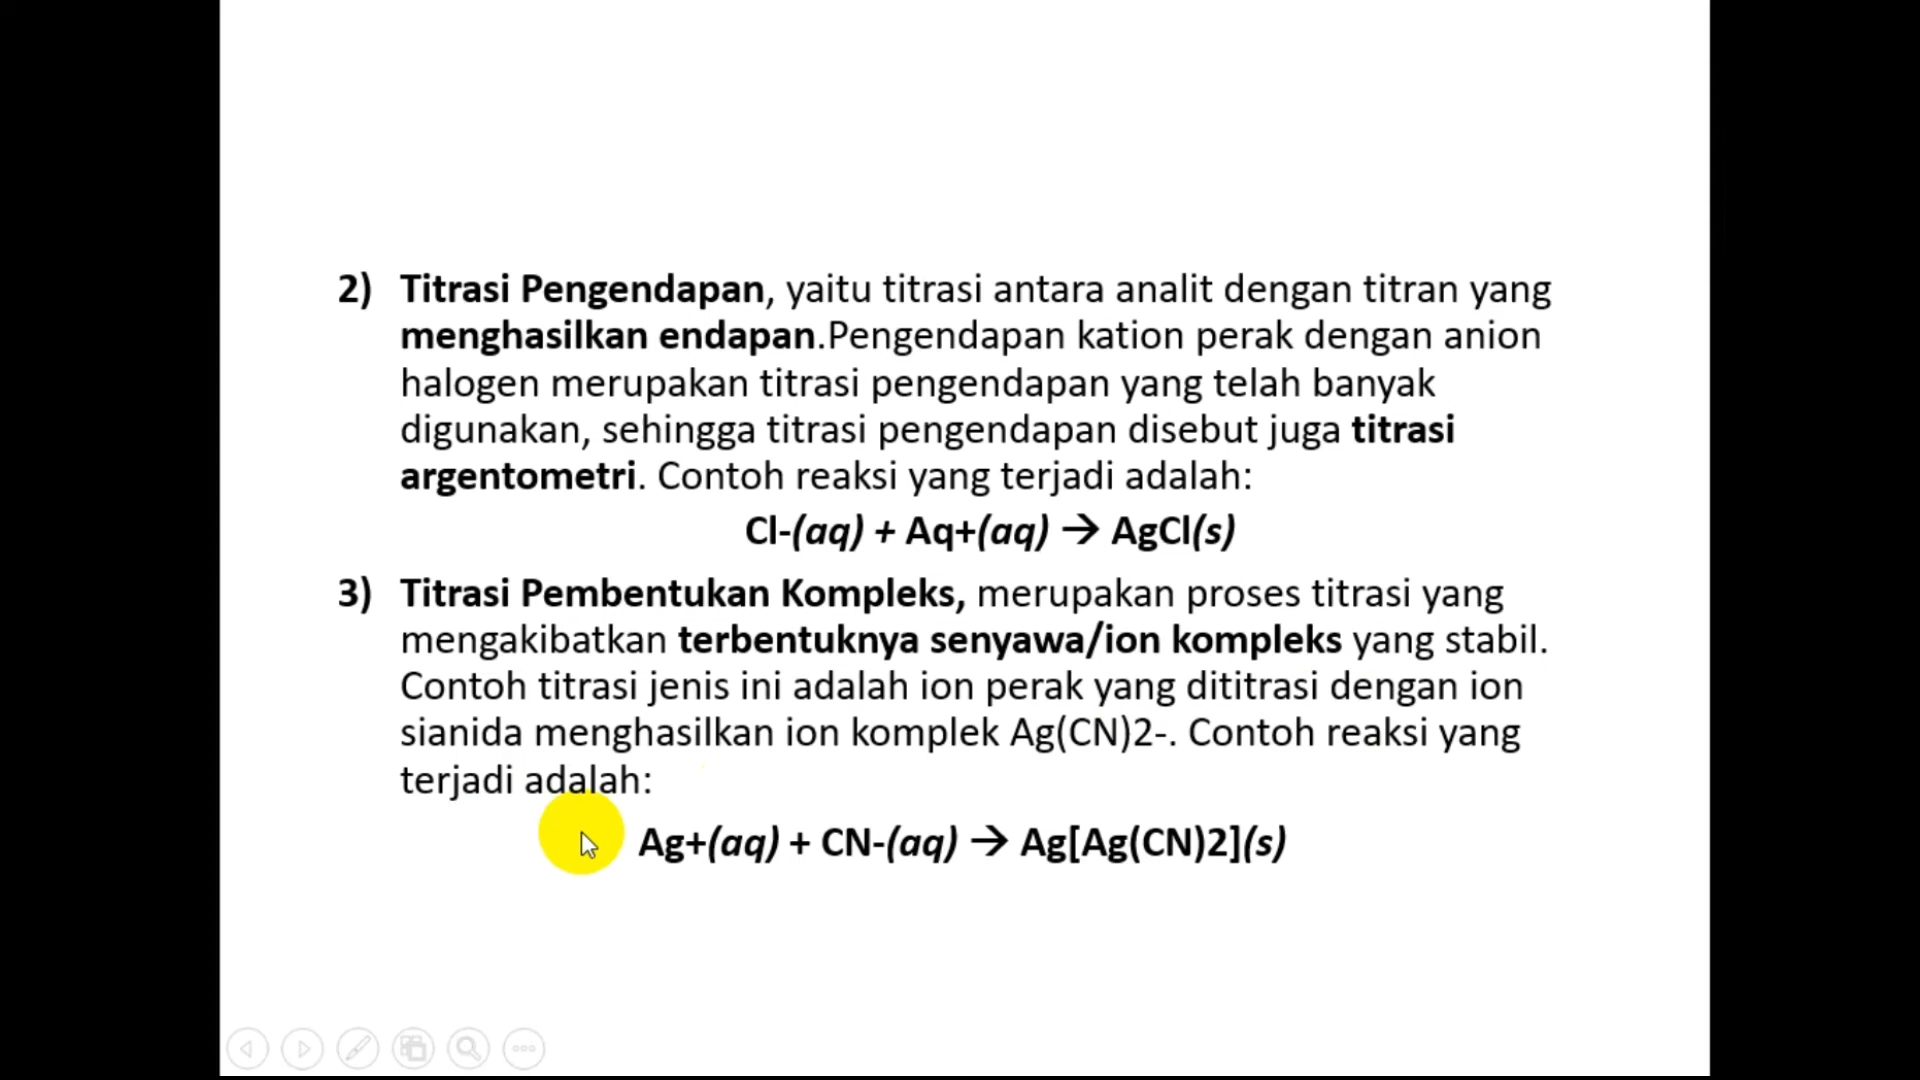 2) Titrasi Pengendapan, yaitu titrasi antara analit dengan titran yang
menghasilkan endapan.Pengendapan kation perak dengan anion
halogen merupakan titrasi pengendapan yang telah banyak
digunakan, sehingga titrasi pengendapan disebut juga titrasi
argentometri. Contoh reaksi yang terjadi adalah:
Cl-(aq) + Aq+(aq) → AgCl(s)
3) Titrasi Pembentukan Kompleks, merupakan proses titrasi yang
mengakibatkan terbentuknya senyawa/ion kompleks yang stabil.
Contoh titrasi jenis ini adalah ion perak yang dititrasi dengan ion
sianida menghasilkan ion komplek Ag(CN)2-. Contoh reaksi yang
terjadi adalah:
Ag+(aq) + CN-(aq) → Ag[Ag(CN)2](s)